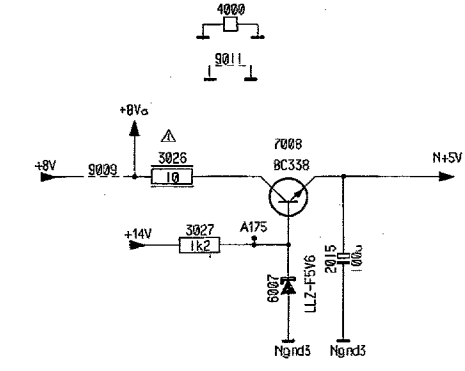 4000
9011
+8Va
3026
10
+8V
9009
7008
BC338
N+5V
+14V
3027
1k2
A175
6007
LLZ-F5V6
2015
100u
Ngnd3
Ngnd3